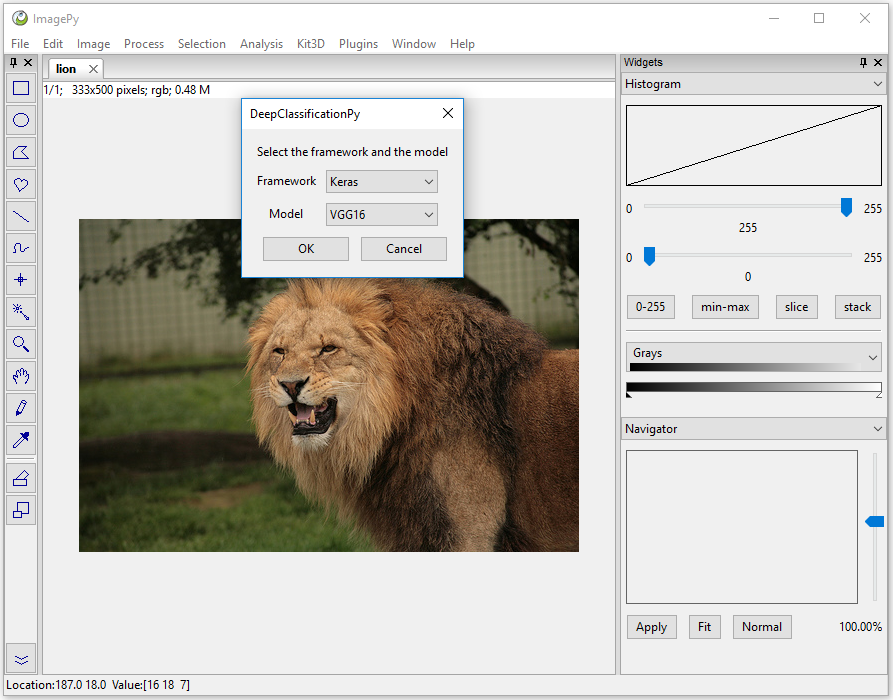 ImagePy
File Edit Image Process Selection Analysis Kit3D Plugins Window Help
lion
1/1; 333x500 pixels; rgb; 0.48 M
DeepClassificationPy
Select the framework and the model
Framework Keras
Model VGG16
OK Cancel
Widgets
Histogram
0 255
255
0 255
0
0-255 min-max slice stack
Grays
Navigator
Apply Fit Normal 100.00%
Location:187.0 18.0 Value:[16 18 7]